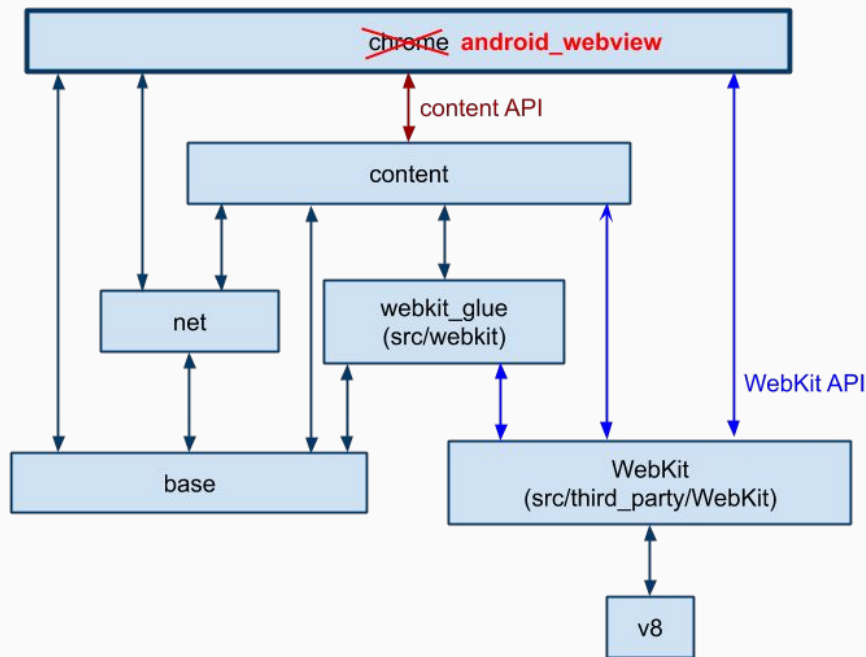 chrome android_webview
content API
content
net
webkit_glue
(src/webkit)
WebKit API
base
WebKit
(src/third_party/WebKit)
v8